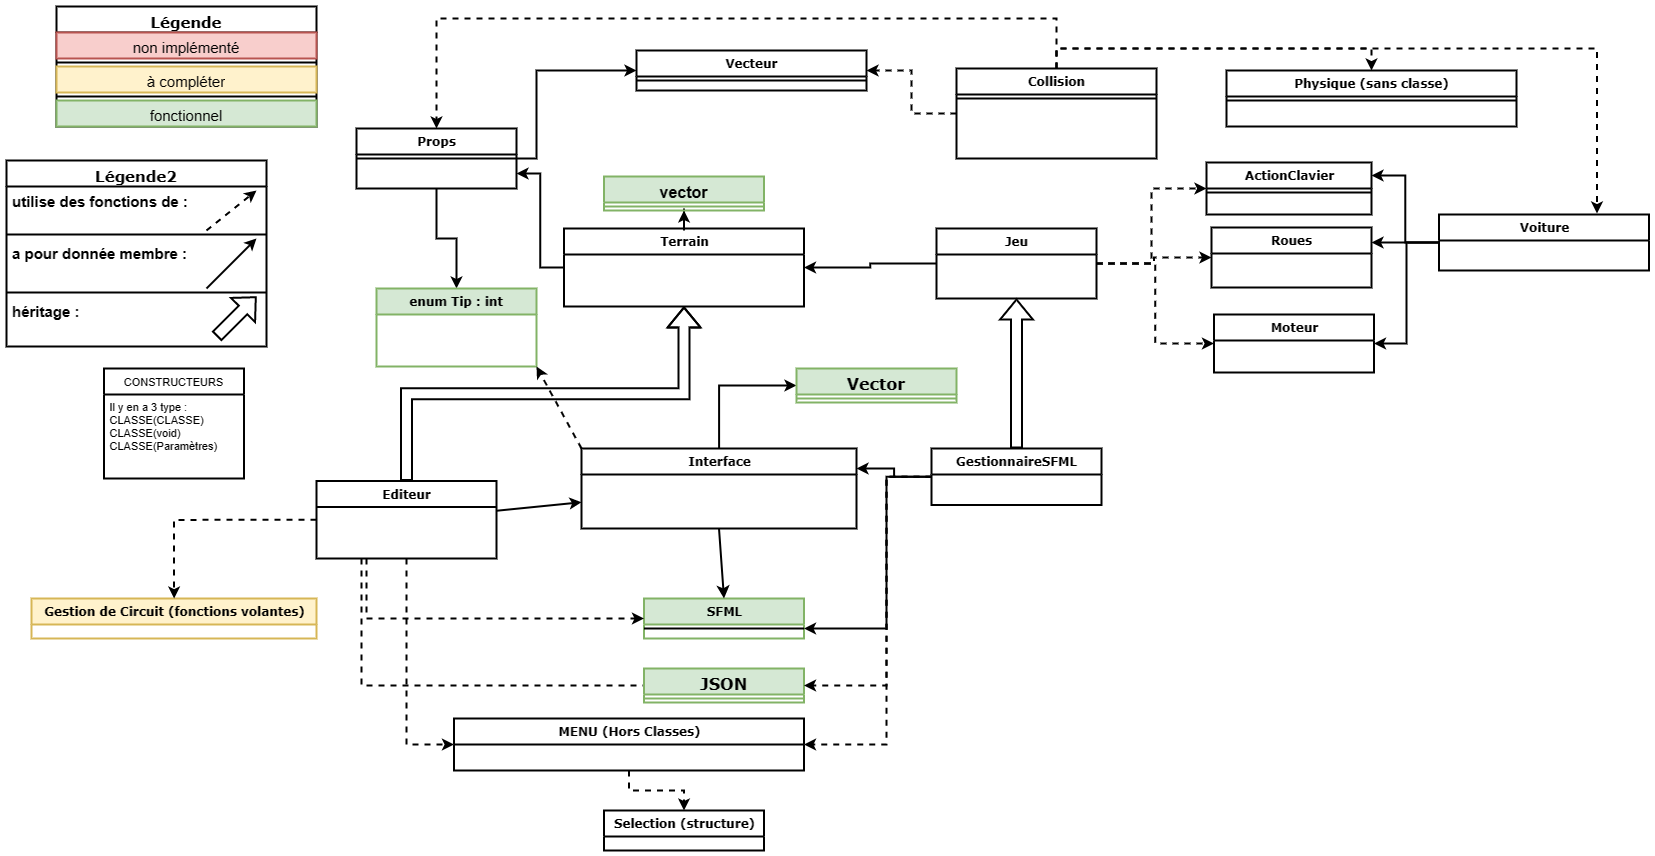 Légende
non implémenté
à compléter
fonctionnel
Légende2
utilise des fonctions de :
a pour donnée membre :
héritage :
CONSTRUCTEURS
Il y en a 3 type :
CLASSE(CLASSE)
CLASSE(void)
CLASSE(Paramètres)
Vecteur
Collision
Physique (sans classe)
Props
ActionClavier
vector
Voiture
Terrain
Jeu
Roues
enum Tip : int
Moteur
Vector
Interface
GestionnaireSFML
Editeur
Gestion de Circuit (fonctions volantes)
SFML
JSON
MENU (Hors Classes)
Selection (structure)